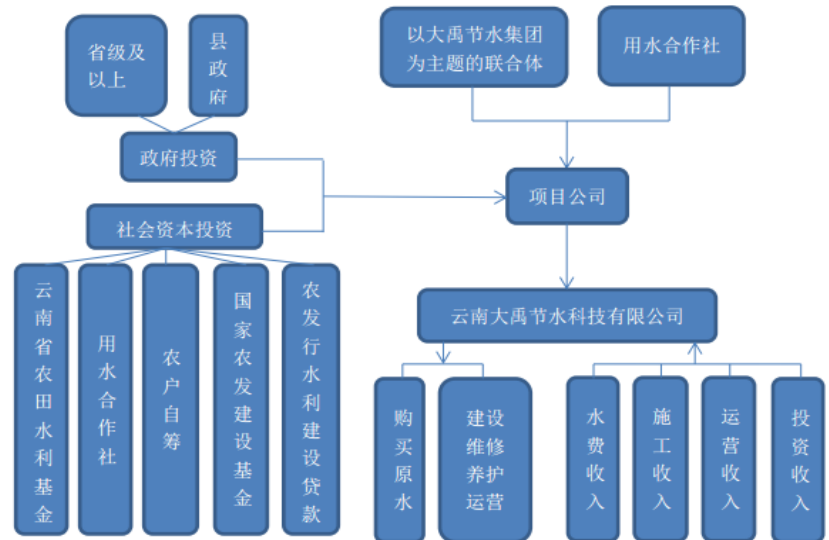 省级及
以上
县政府
以大禹节水集团
为主题的联合体
用水合作社
政府投资
项目公司
社会资本投资
云南省农田水利基金
用水合作社
农户自筹
国家农发建设基金
农发行水利建设贷款
云南大禹节水科技有限公司
购买原水
建设
维修
养护
运营
水费收入
施工收入
运营收入
投资收入